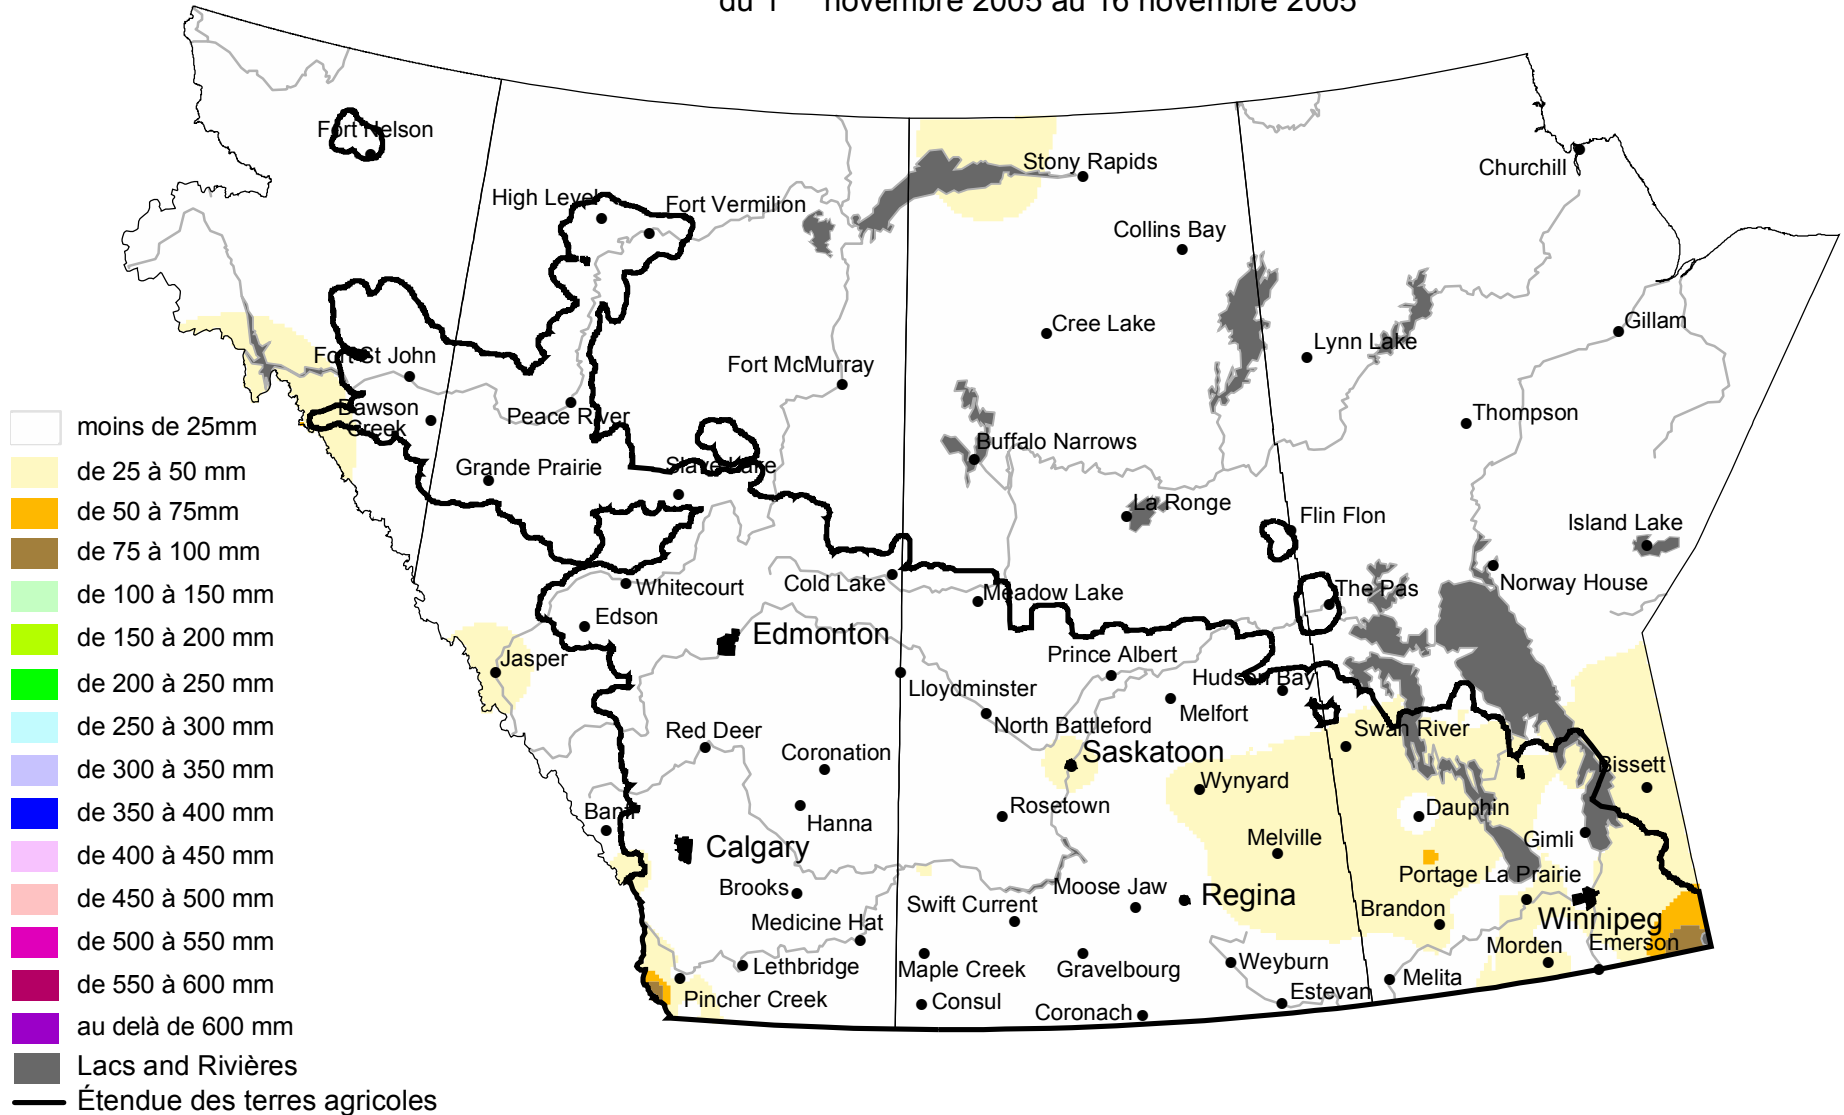 du 1 novembre 2005 au 16 novembre 2005
Fort Nelson
Churchill
Stony Rapids
High Level
Fort Vermilion
Collins Bay
Cree Lake
Gillam
Lynn Lake
Fort St John
Fort McMurray
Dawson
Creek
Peace River
Thompson
Buffalo Narrows
Grande Prairie
Slave Lake
La Ronge
Flin Flon
Island Lake
Whitecourt
Cold Lake
Meadow Lake
The Pas
Norway House
Edson
Edmonton
Jasper
Prince Albert
Hudson Bay
Lloydminster
Melfort
North Battleford
Red Deer
Swan River
Coronation
Saskatoon
Wynyard
Bissett
Banff
Hanna
Rosetown
Dauphin
Calgary
Melville
Gimli
Brooks
Moose Jaw
Regina
Portage La Prairie
Medicine Hat
Swift Current
Brandon
Winnipeg
Morden
Emerson
Lethbridge
Maple Creek
Gravelbourg
Weyburn
Melita
Pincher Creek
Consul
Coronach
Estevan
moins de 25mm
de 25 à 50 mm
de 50 à 75mm
de 75 à 100 mm
de 100 à 150 mm
de 150 à 200 mm
de 200 à 250 mm
de 250 à 300 mm
de 300 à 350 mm
de 350 à 400 mm
de 400 à 450 mm
de 450 à 500 mm
de 500 à 550 mm
de 550 à 600 mm
au delà de 600 mm
Lacs and Rivières
Étendue des terres agricoles